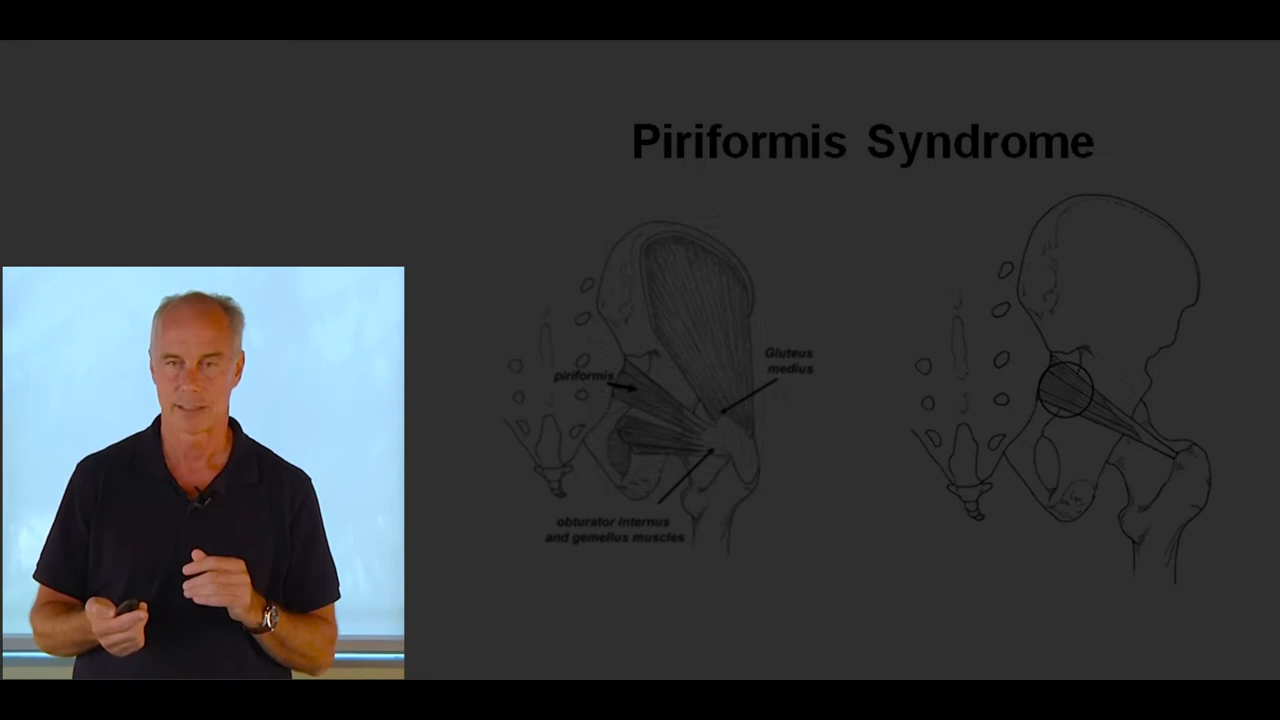 Piriformis Syndrome
Gluteus
medius
piriformis
obturator internus
and gemellus muscles